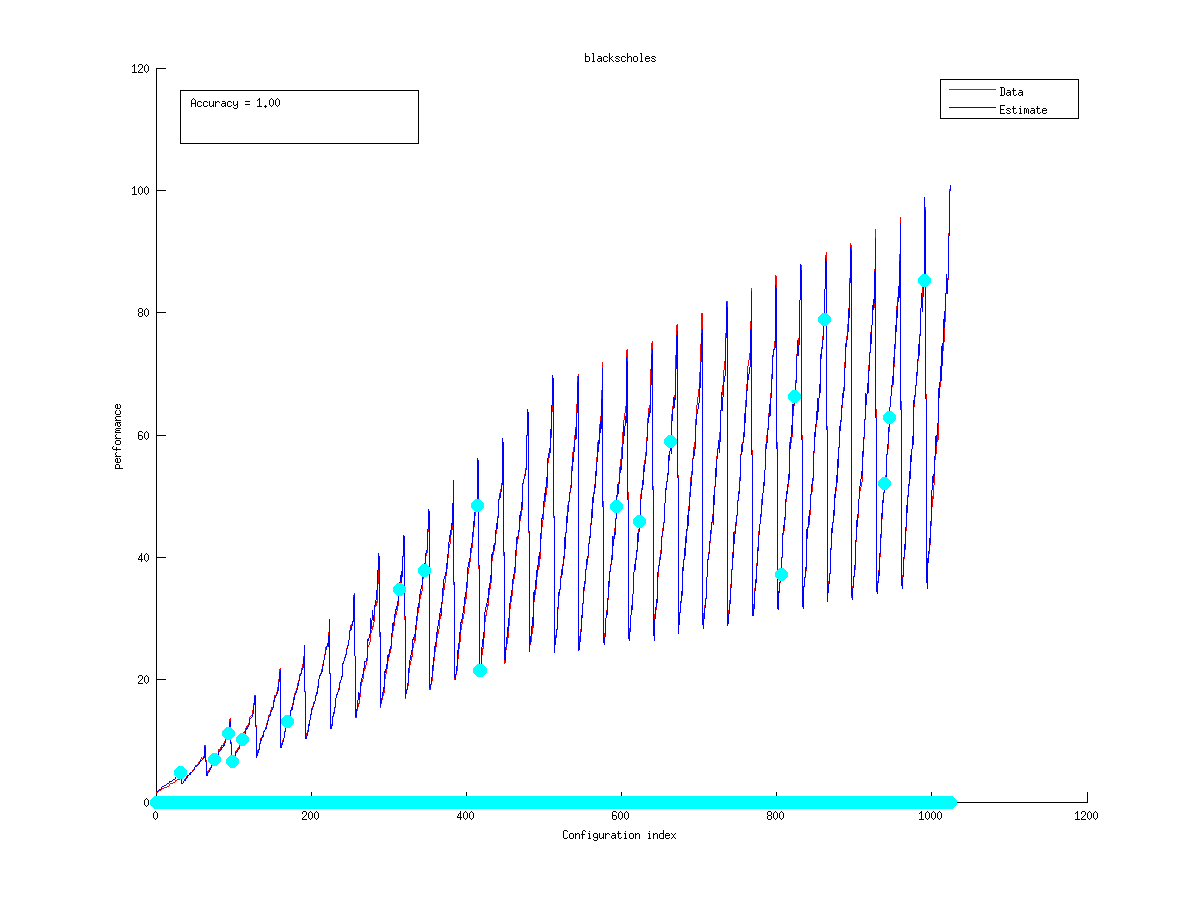 blackscholes
120
Accuracy = 1.00
Data
Estimate
100
80
60
performance
40
20
0
0 200 400 600 800 1000 1200
Configuration index